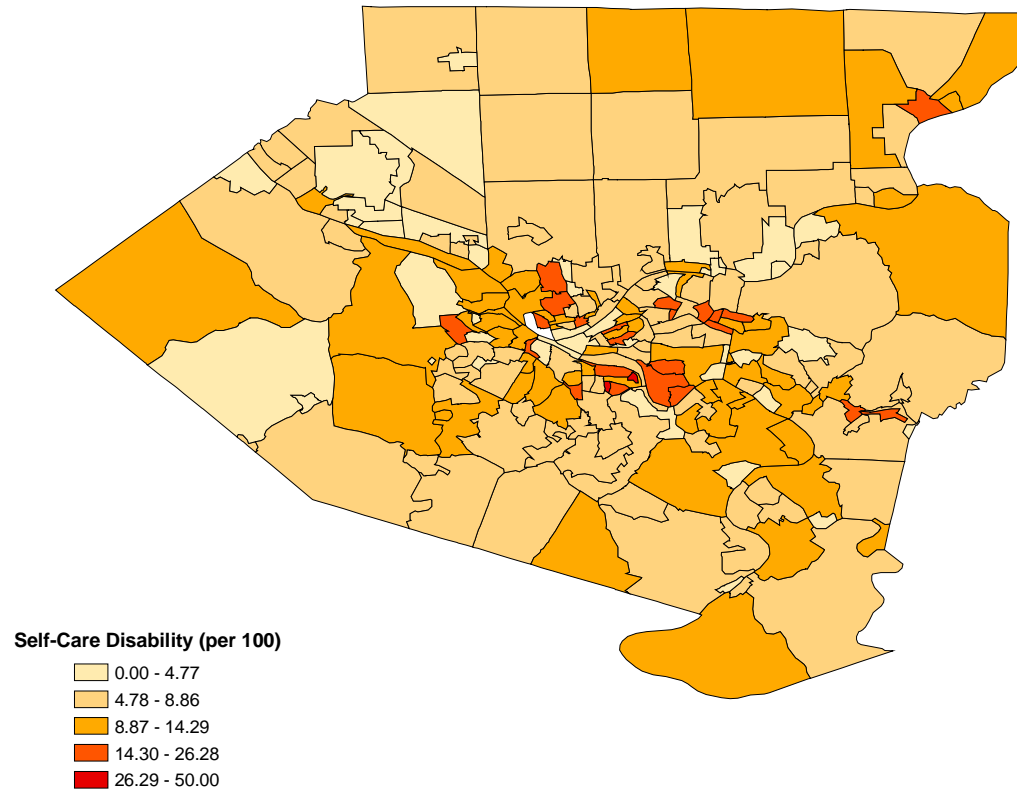 Self-Care Disability (per 100)
0.00 - 4.77
4.78 - 8.86
8.87 - 14.29
14.30 - 26.28
26.29 - 50.00